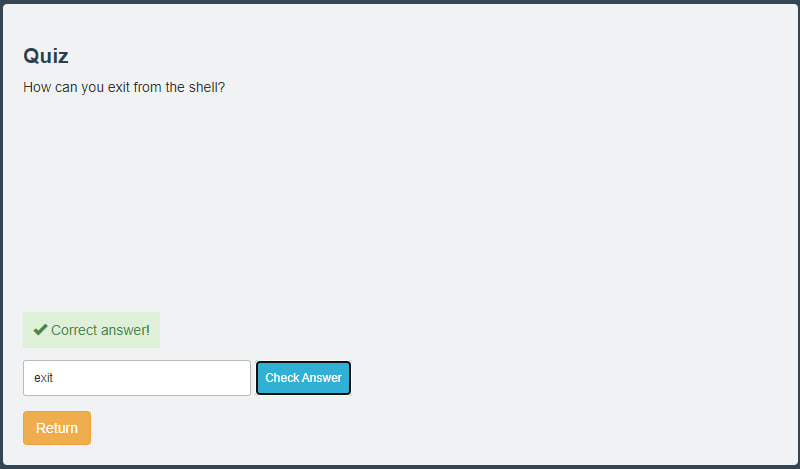 Quiz
How can you exit from the shell?
Correct answer!
exit
Check Answer
Return